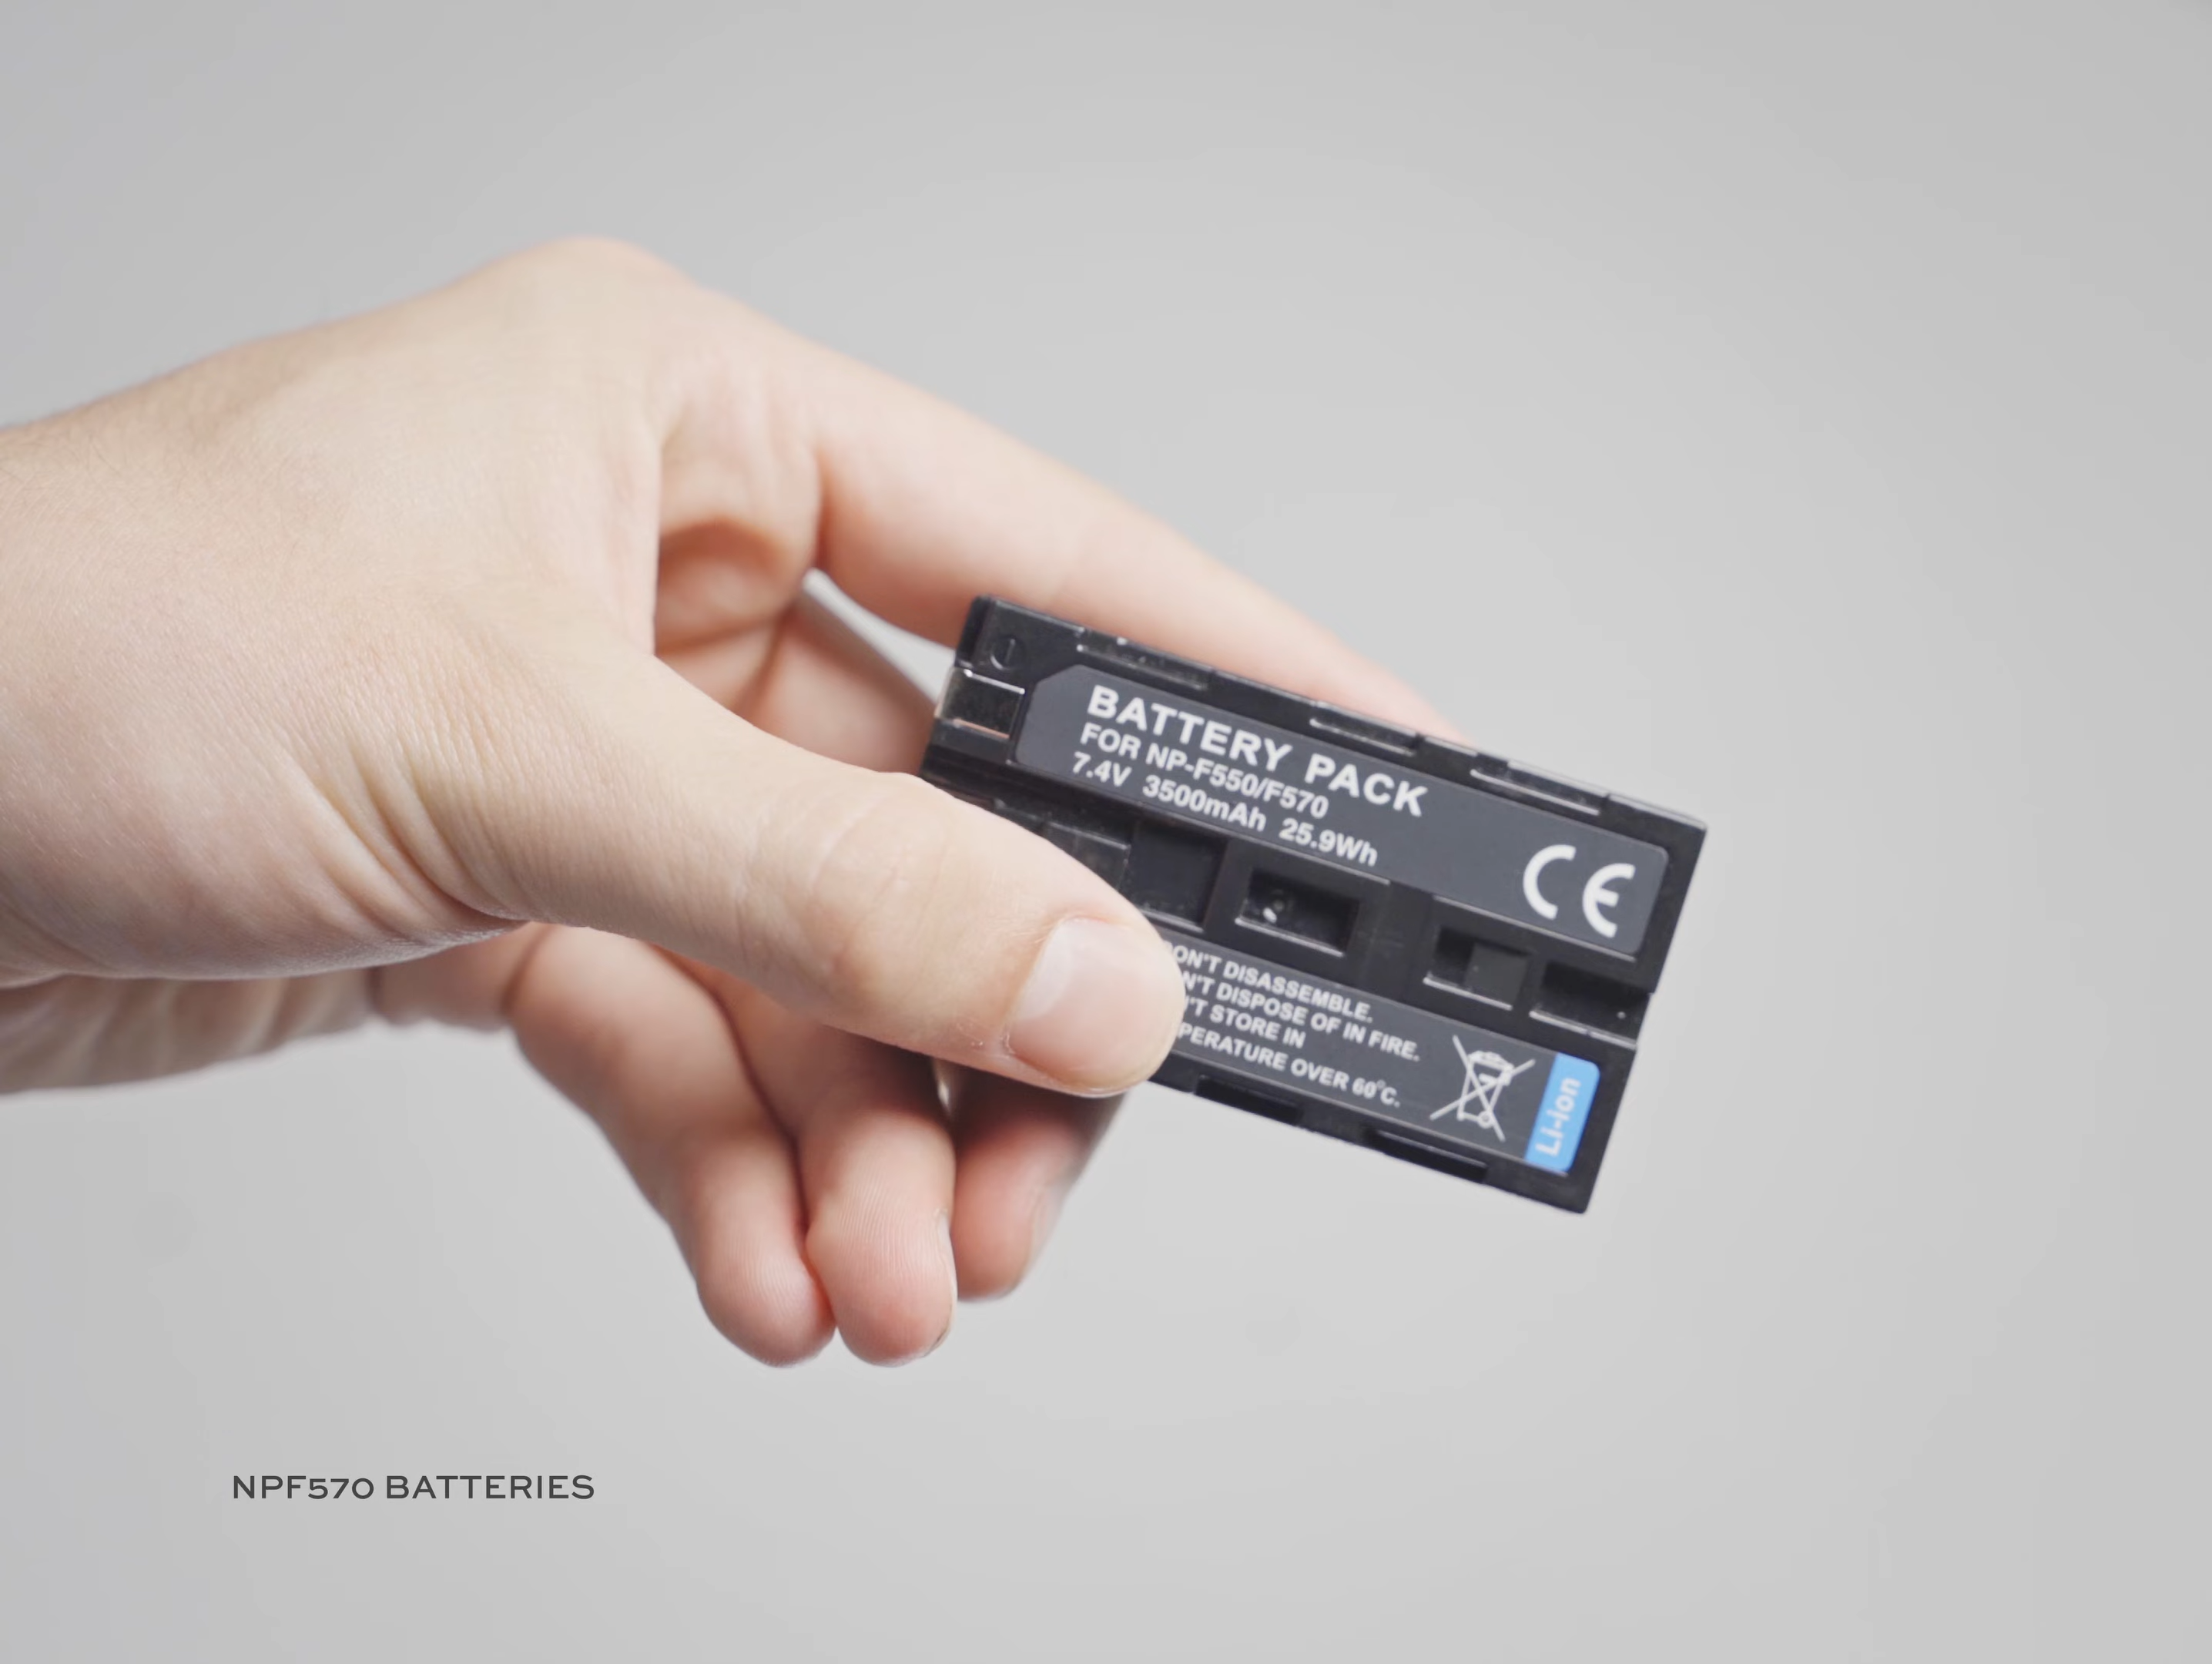 BATTERY PACK
FOR NP-F550/F570
7.4V 3500mAh 25.9Wh
CE
DISASSEMBLE.
DISPOSE OF IN FIRE.
STORE IN
OVER 60°C.
Li-ion
NPF570 BATTERIES